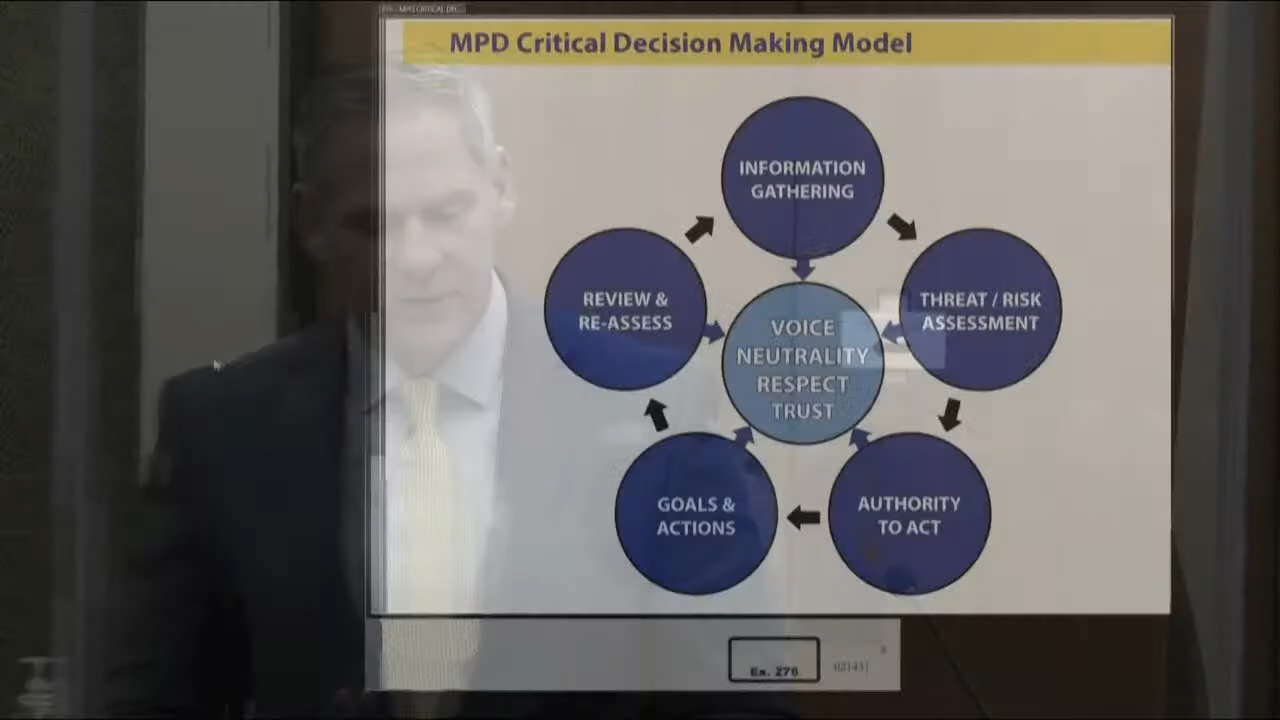 MPD Critical Decision Making Model
INFORMATION
GATHERING
THREAT / RISK
ASSESSMENT
AUTHORITY
TO ACT
GOALS &
ACTIONS
REVIEW &
RE-ASSESS
VOICE
NEUTRALITY
RESPECT
TRUST
Ex. 276